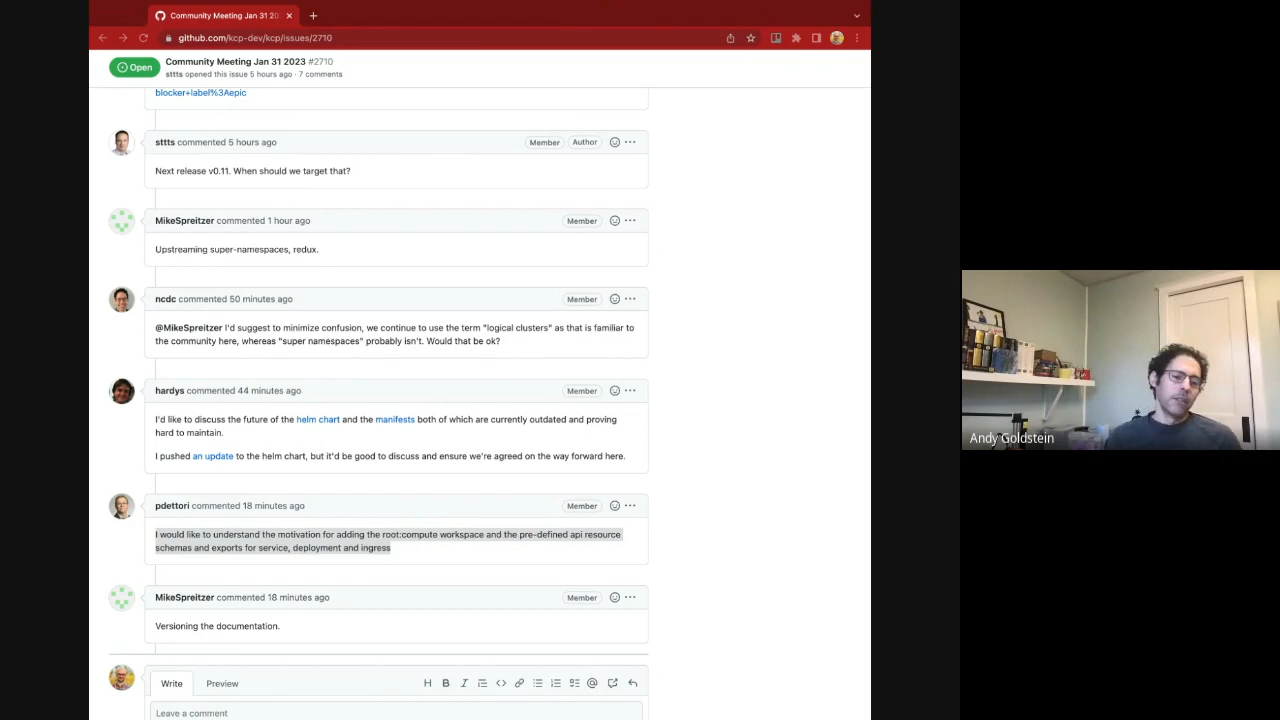 Community Meeting Jan 31 20
github.com/kcp-dev/kcp/issues/2710
Open
Community Meeting Jan 31 2023 #2710
sttts opened this issue 5 hours ago · 7 comments
blocker+label%3Aepic
sttts commented 5 hours ago
Member
Author
Next release v0.11. When should we target that?
MikeSpreitzer commented 1 hour ago
Member
Upstreaming super-namespaces, redux.
ncdc commented 50 minutes ago
Member
@MikeSpreitzer I'd suggest to minimize confusion, we continue to use the term "logical clusters" as that is familiar to
the community here, whereas "super namespaces" probably isn't. Would that be ok?
hardys commented 44 minutes ago
Member
I'd like to discuss the future of the helm chart and the manifests both of which are currently outdated and proving
hard to maintain.
I pushed an update to the helm chart, but it'd be good to discuss and ensure we're agreed on the way forward here.
pdettori commented 18 minutes ago
Member
I would like to understand the motivation for adding the root:compute workspace and the pre-defined api resource
schemas and exports for service, deployment and ingress
MikeSpreitzer commented 18 minutes ago
Member
Versioning the documentation.
Write
Preview
Leave a comment
Andy Goldstein